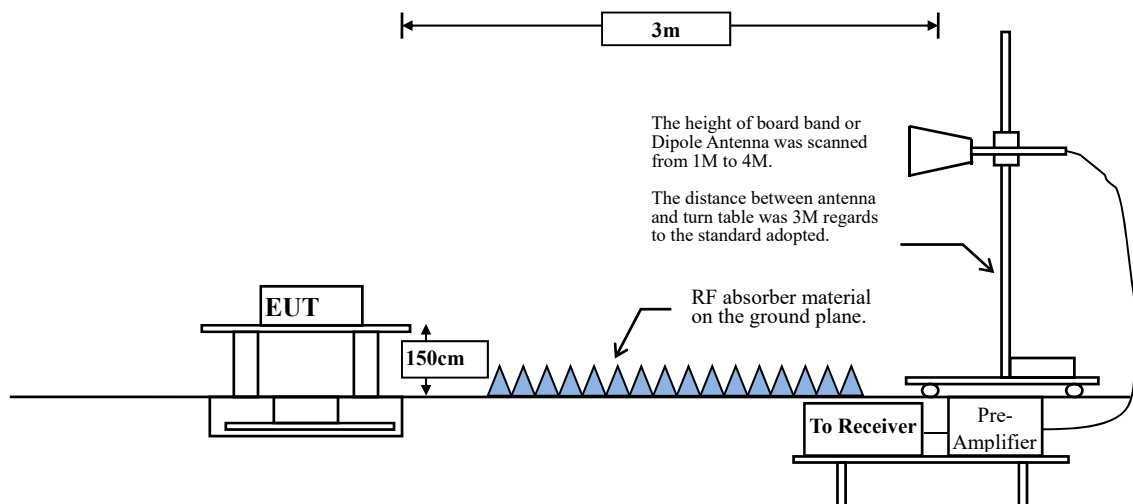 3m
The height of board band or
Dipole Antenna was scanned
from 1M to 4M.
The distance between antenna
and turn table was 3M regards
to the standard adopted.
EUT
RF absorber material
on the ground plane.
150cm
To Receiver
Pre-
Amplifier